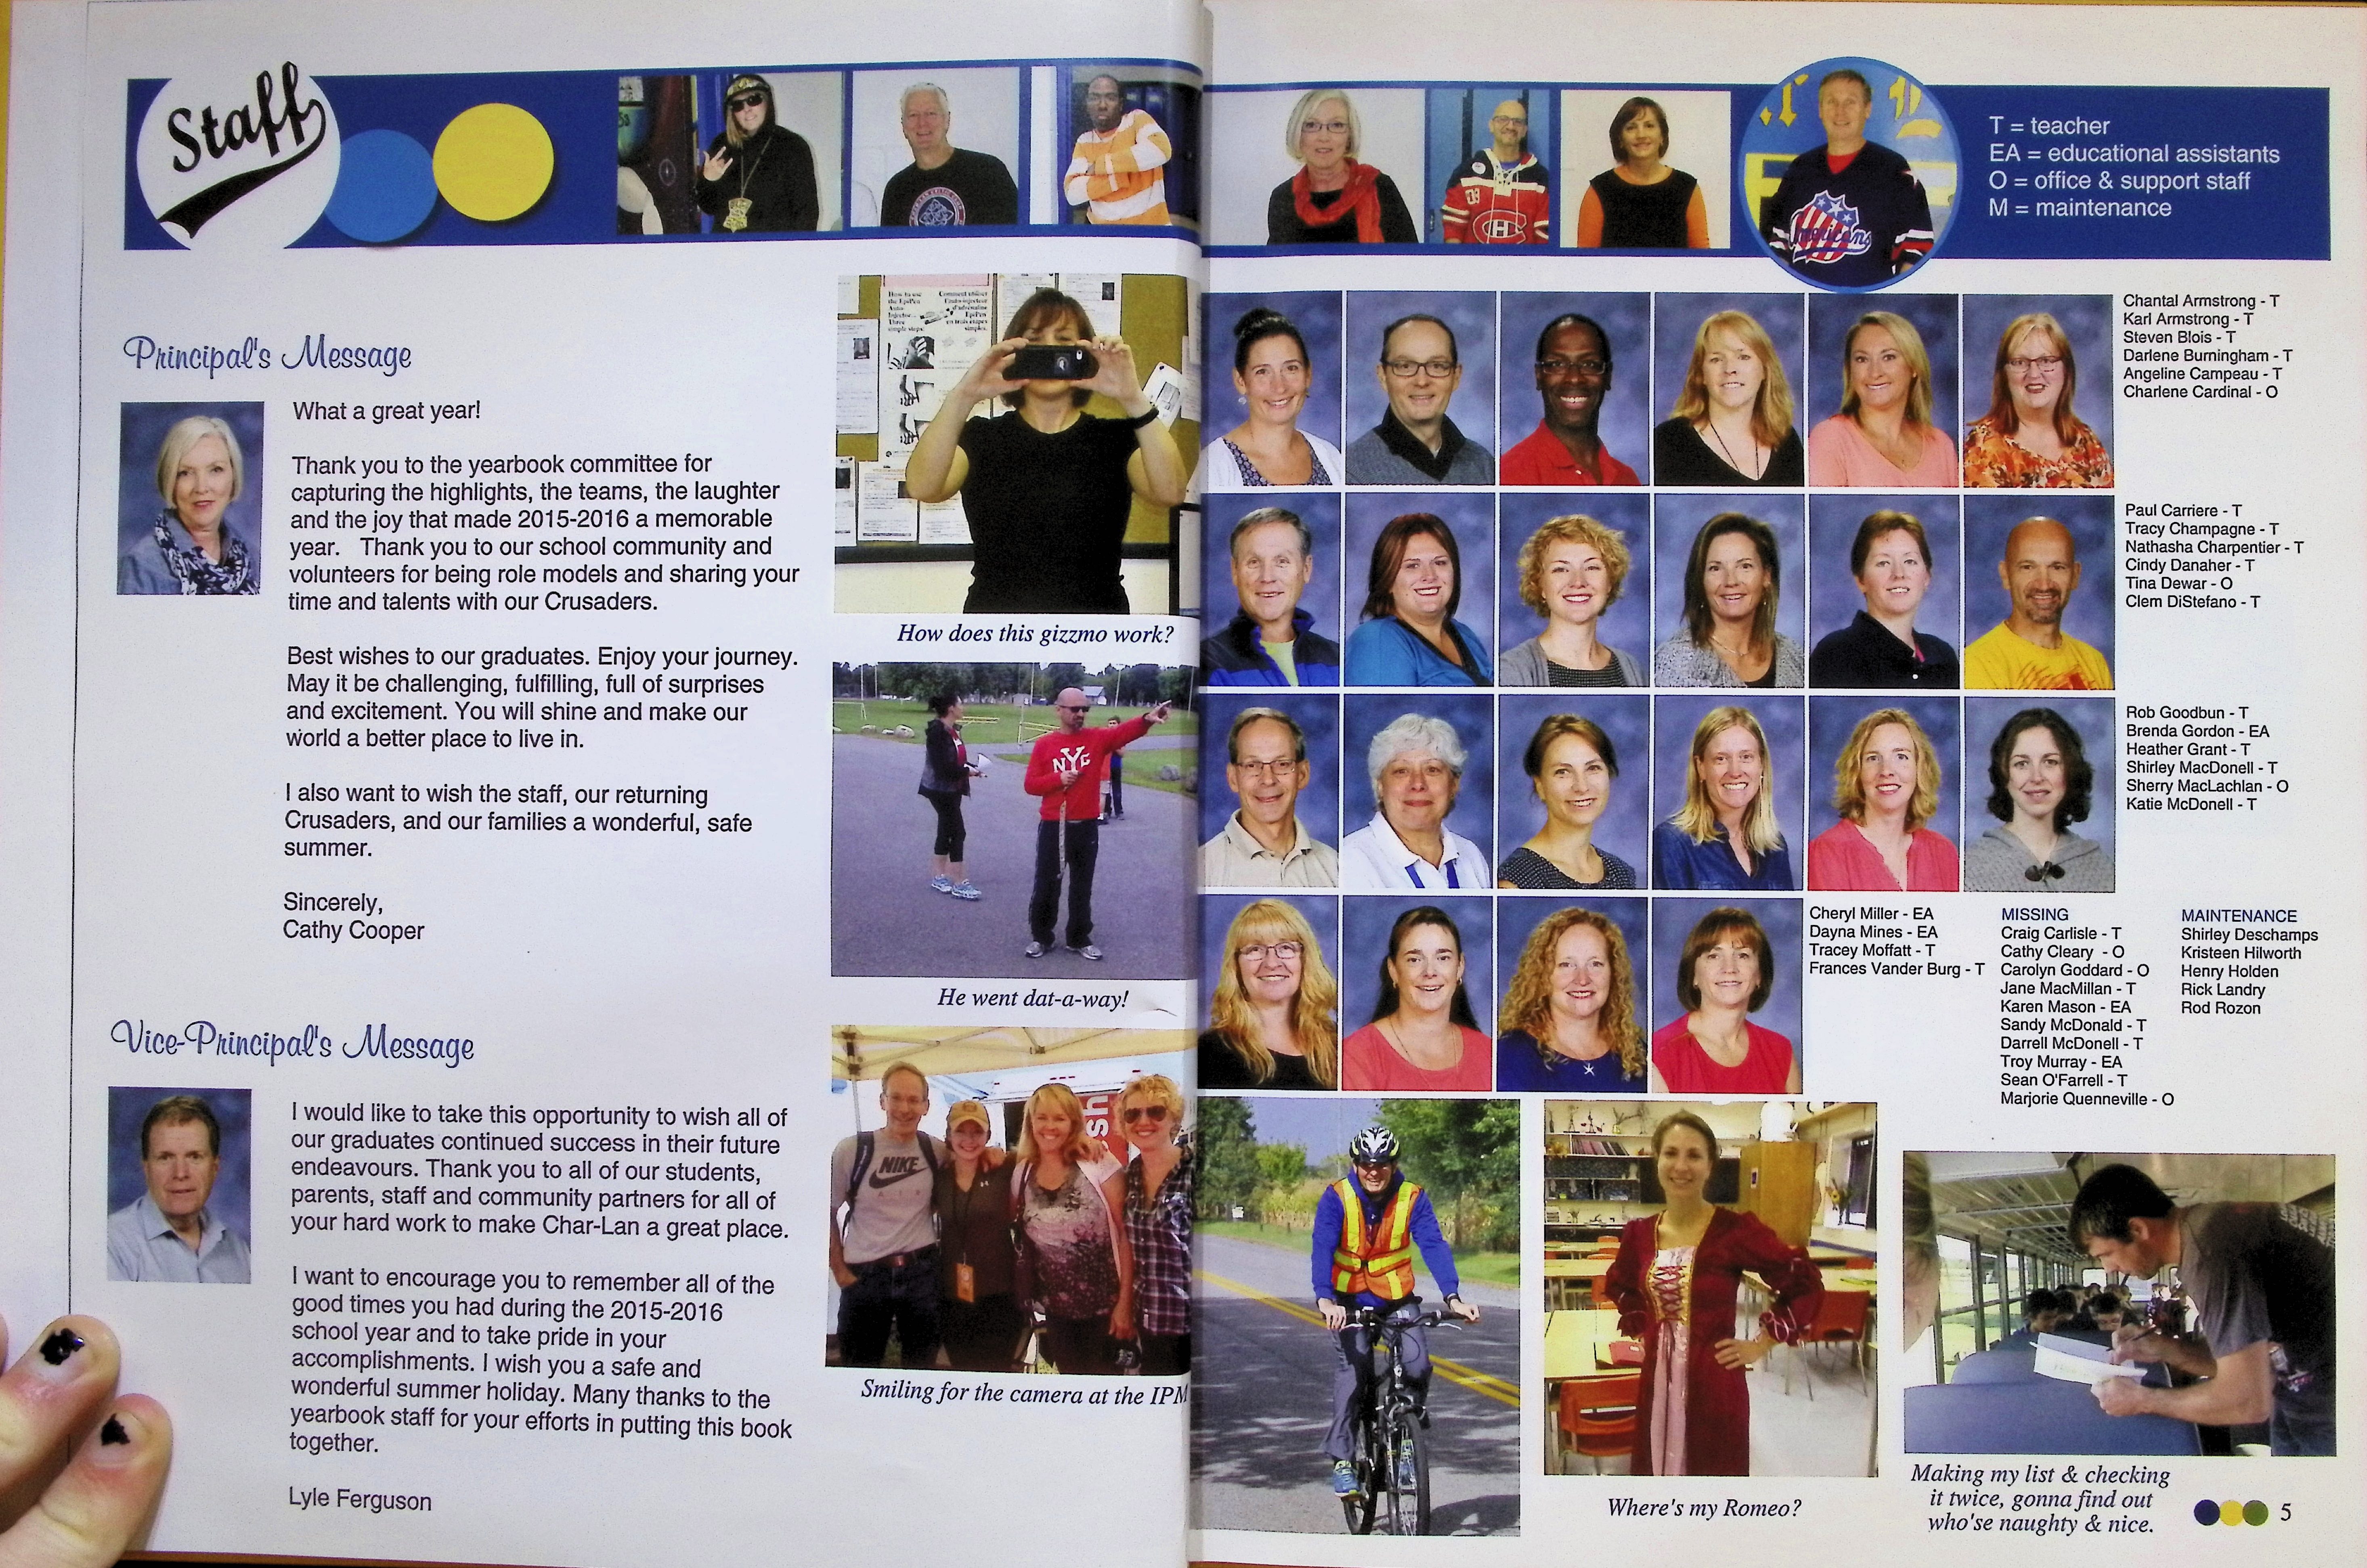 Staff
T = teacher
EA = educational assistants
O = office & support staff
M = maintenance
Americans
Principal's Message
What a great year!
Thank you to the yearbook committee for
capturing the highlights, the teams, the laughter
and the joy that made 2015-2016 a memorable
year. Thank you to our school community and
volunteers for being role models and sharing your
time and talents with our Crusaders.
Best wishes to our graduates. Enjoy your journey.
May it be challenging, fulfilling, full of surprises
and excitement. You will shine and make our
world a better place to live in.
I also want to wish the staff, our returning
Crusaders, and our families a wonderful, safe
summer.
Sincerely,
Cathy Cooper
Vice-Principal's Message
I would like to take this opportunity to wish all of
our graduates continued success in their future
endeavours. Thank you to all of our students,
parents, staff and community partners for all of
your hard work to make Char-Lan a great place.
I want to encourage you to remember all of the
good times you had during the 2015-2016
school year and to take pride in your
accomplishments. I wish you a safe and
wonderful summer holiday. Many thanks to the
yearbook staff for your efforts in putting this book
together.
Lyle Ferguson
How to use
the EpiPen
Auto-
Injector...
Three
simple steps:
How does this gizzmo work?
NYC
He went dat-a-way!
NIKE
AIR
sh
Smiling for the camera at the IPM
Chantal Armstrong - T
Karl Armstrong - T
Steven Blois - T
Darlene Burningham - T
Angeline Campeau - T
Charlene Cardinal - O
Paul Carriere - T
Tracy Champagne - T
Nathasha Charpentier - T
Cindy Danaher - T
Tina Dewar - O
Clem DiStefano - T
Rob Goodbun - T
Brenda Gordon - EA
Heather Grant - T
Shirley MacDonell - T
Sherry MacLachlan - O
Katie McDonell - T
Cheryl Miller - EA
Dayna Mines - EA
Tracey Moffatt - T
Frances Vander Burg - T
MISSING
Craig Carlisle - T
Cathy Cleary - O
Carolyn Goddard - O
Jane MacMillan - T
Karen Mason - EA
Sandy McDonald - T
Darrell McDonell - T
Troy Murray - EA
Sean O'Farrell - T
Marjorie Quenneville - O
MAINTENANCE
Shirley Deschamps
Kristeen Hilworth
Henry Holden
Rick Landry
Rod Rozon
Where's my Romeo?
Making my list & checking
it twice, gonna find out
who'se naughty & nice.
5